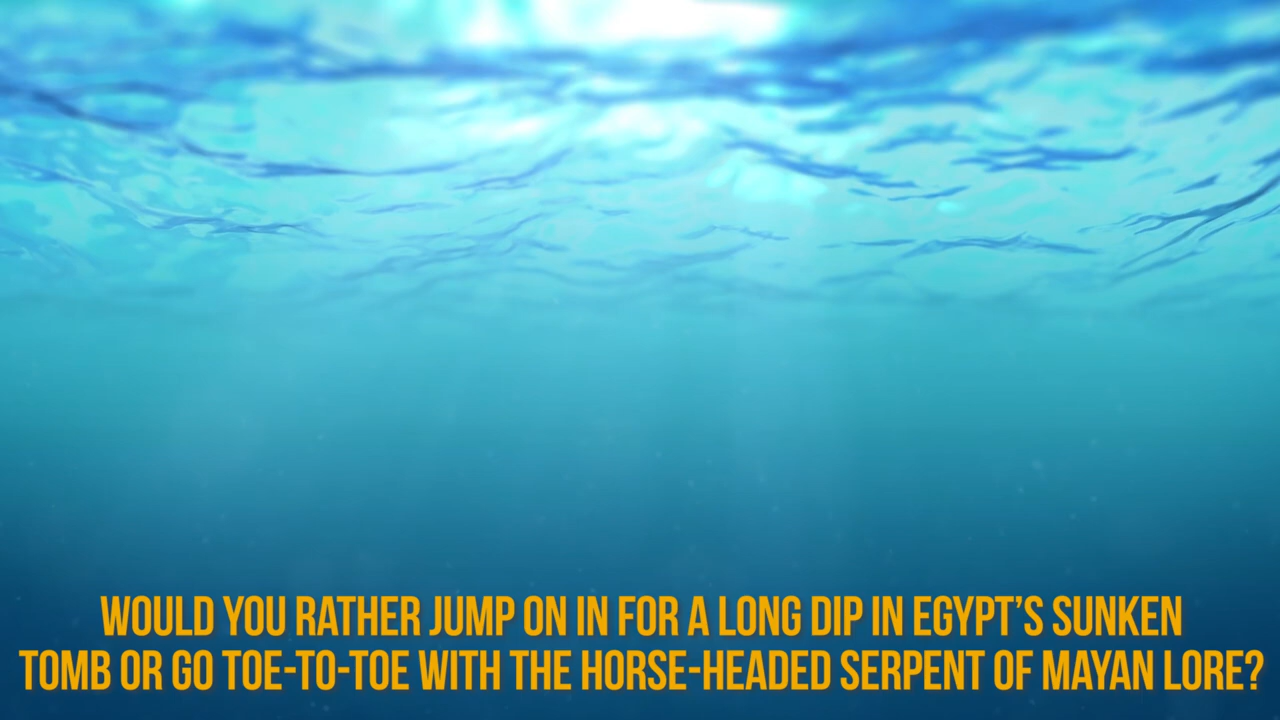 WOULD YOU RATHER JUMP ON IN FOR A LONG DIP IN EGYPT’S SUNKEN
TOMB OR GO TOE-TO-TOE WITH THE HORSE-HEADED SERPENT OF MAYAN LORE?